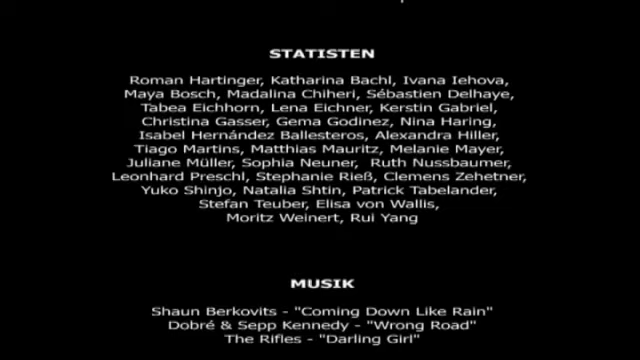 STATISTEN
Roman Hartinger, Katharina Bachl, Ivana Iehova,
Maya Bosch, Madalina Chiheri, Sébastien Delhaye,
Tabea Eichhorn, Lena Eichner, Kerstin Gabriel,
Christina Gasser, Gema Godinez, Nina Haring,
Isabel Hernández Ballesteros, Alexandra Hiller,
Tiago Martins, Matthias Mauritz, Melanie Mayer,
Juliane Müller, Sophia Neuner, Ruth Nussbaumer,
Leonhard Preschl, Stephanie Rieß, Clemens Zehetner,
Yuko Shinjo, Natalia Shtin, Patrick Tabelander,
Stefan Teuber, Elisa von Wallis,
Moritz Weinert, Rui Yang
MUSIK
Shaun Berkovits - "Coming Down Like Rain"
Dobré & Sepp Kennedy - "Wrong Road"
The Rifles - "Darling Girl"